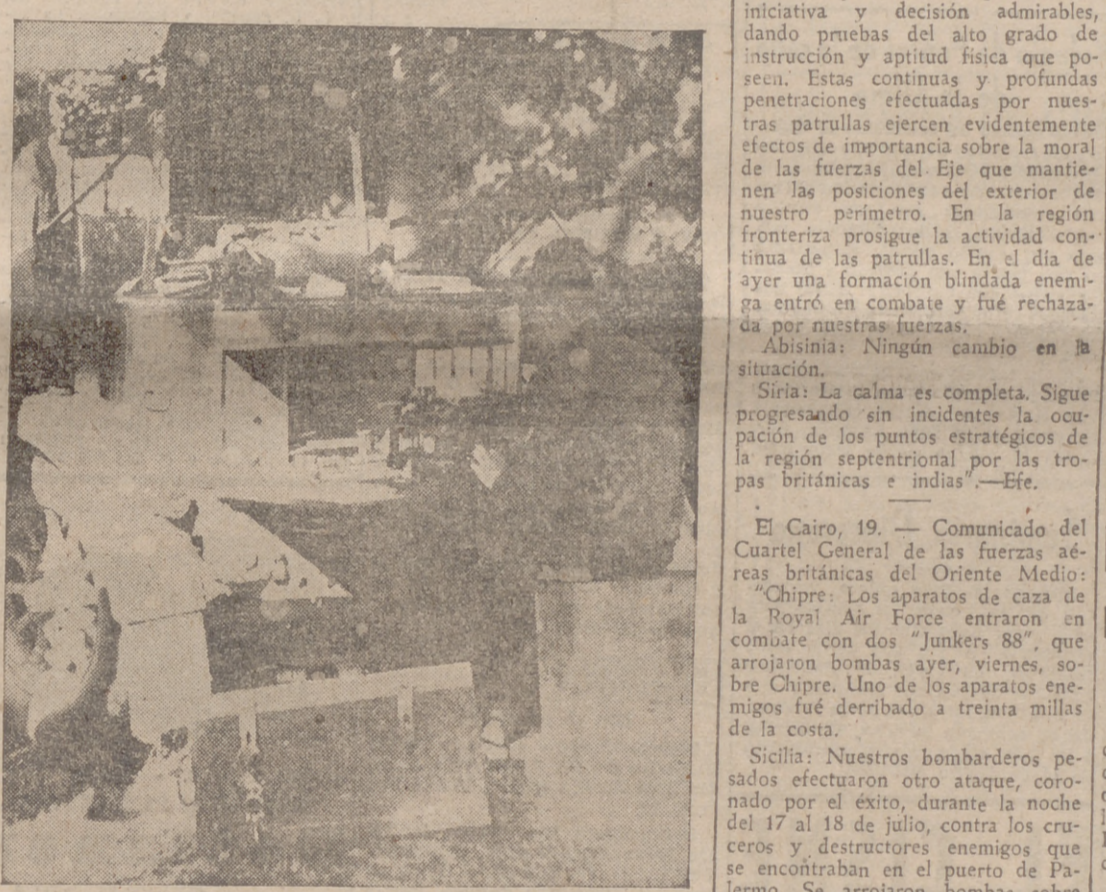 iniciativa y decisión admirables,
dando pruebas del alto grado de
instrucción y aptitud física que po-
seen. Estas continuas y profundas
penetraciones efectuadas por nues-
tras patrullas ejercen evidentemente
efectos de importancia sobre la moral
de las fuerzas del Eje que mantie-
nen las posiciones del exterior de
nuestro perímetro. En la región
fronteriza prosigue la actividad con-
tinua de las patrullas. En el día de
ayer una formación blindada enemi-
ga entró en combate y fué rechaza-
da por nuestras fuerzas.
Abisinia: Ningún cambio en la
situación.
Siria: La calma es completa. Sigue
progresando sin incidentes la ocu-
pación de los puntos estratégicos de
la región septentrional por las tro-
pas británicas e indias".—Efe.
El Cairo, 19. — Comunicado del
Cuartel General de las fuerzas aé-
reas británicas del Oriente Medio:
"Chipre: Los aparatos de caza de
la Royal Air Force entraron en
combate con dos "Junkers 88", que
arrojaron bombas ayer, viernes, so-
bre Chipre. Uno de los aparatos ene-
migos fué derribado a treinta millas
de la costa.
Sicilia: Nuestros bombarderos pe-
sados efectuaron otro ataque, coro-
nado por el éxito, durante la noche
del 17 al 18 de julio, contra los cru-
ceros y destructores enemigos que
se encontraban en el puerto de Pa-
lermo. Se arrojaron bombas sobre